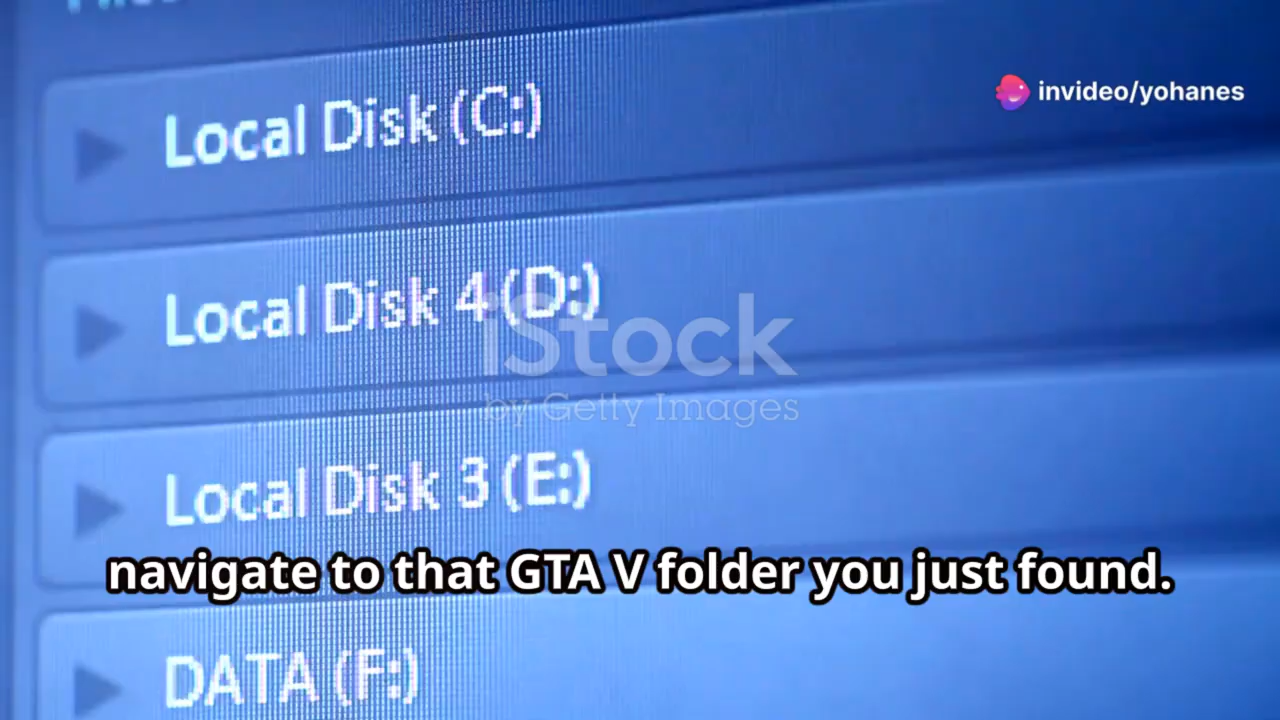 invideo/yohanes
Local Disk (C:)
Local Disk 4 (D:)
iStock
by Getty Images
Local Disk 3 (E:)
navigate to that GTA V folder you just found.
DATA (F:)